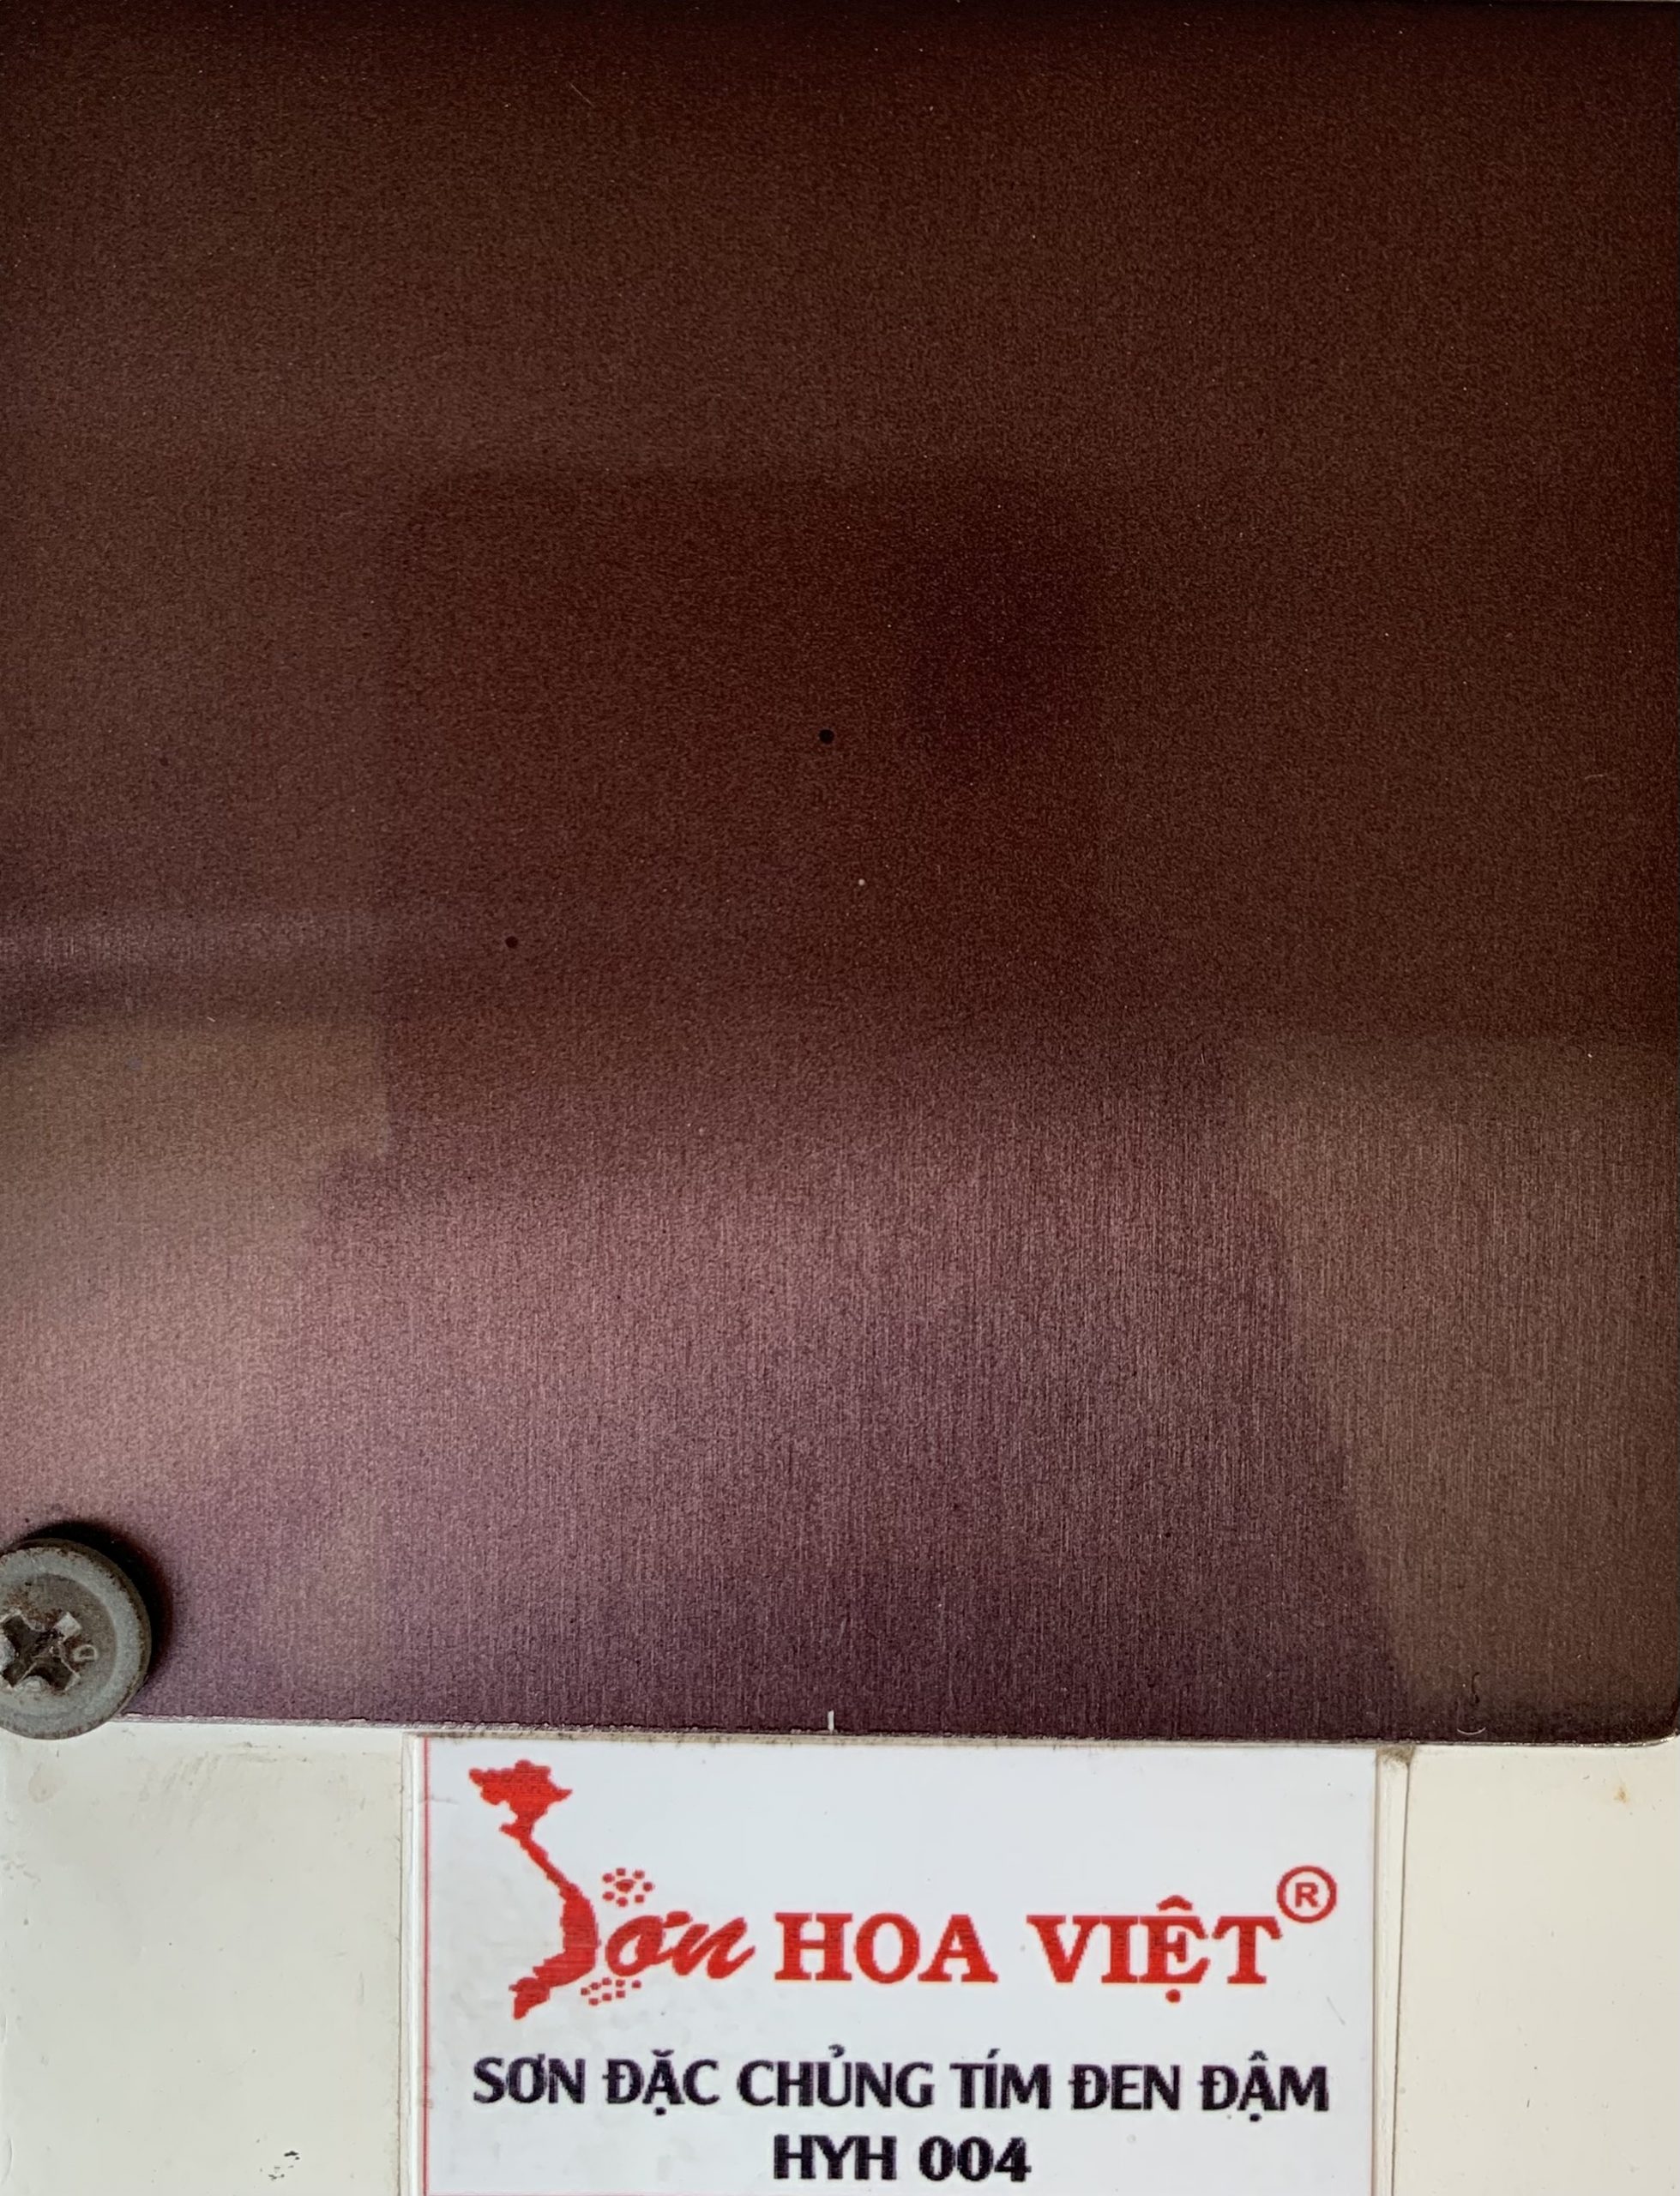 Sơn HOA VIỆT®
SƠN ĐẶC CHỦNG TÍM ĐEN ĐẬM
HYH 004